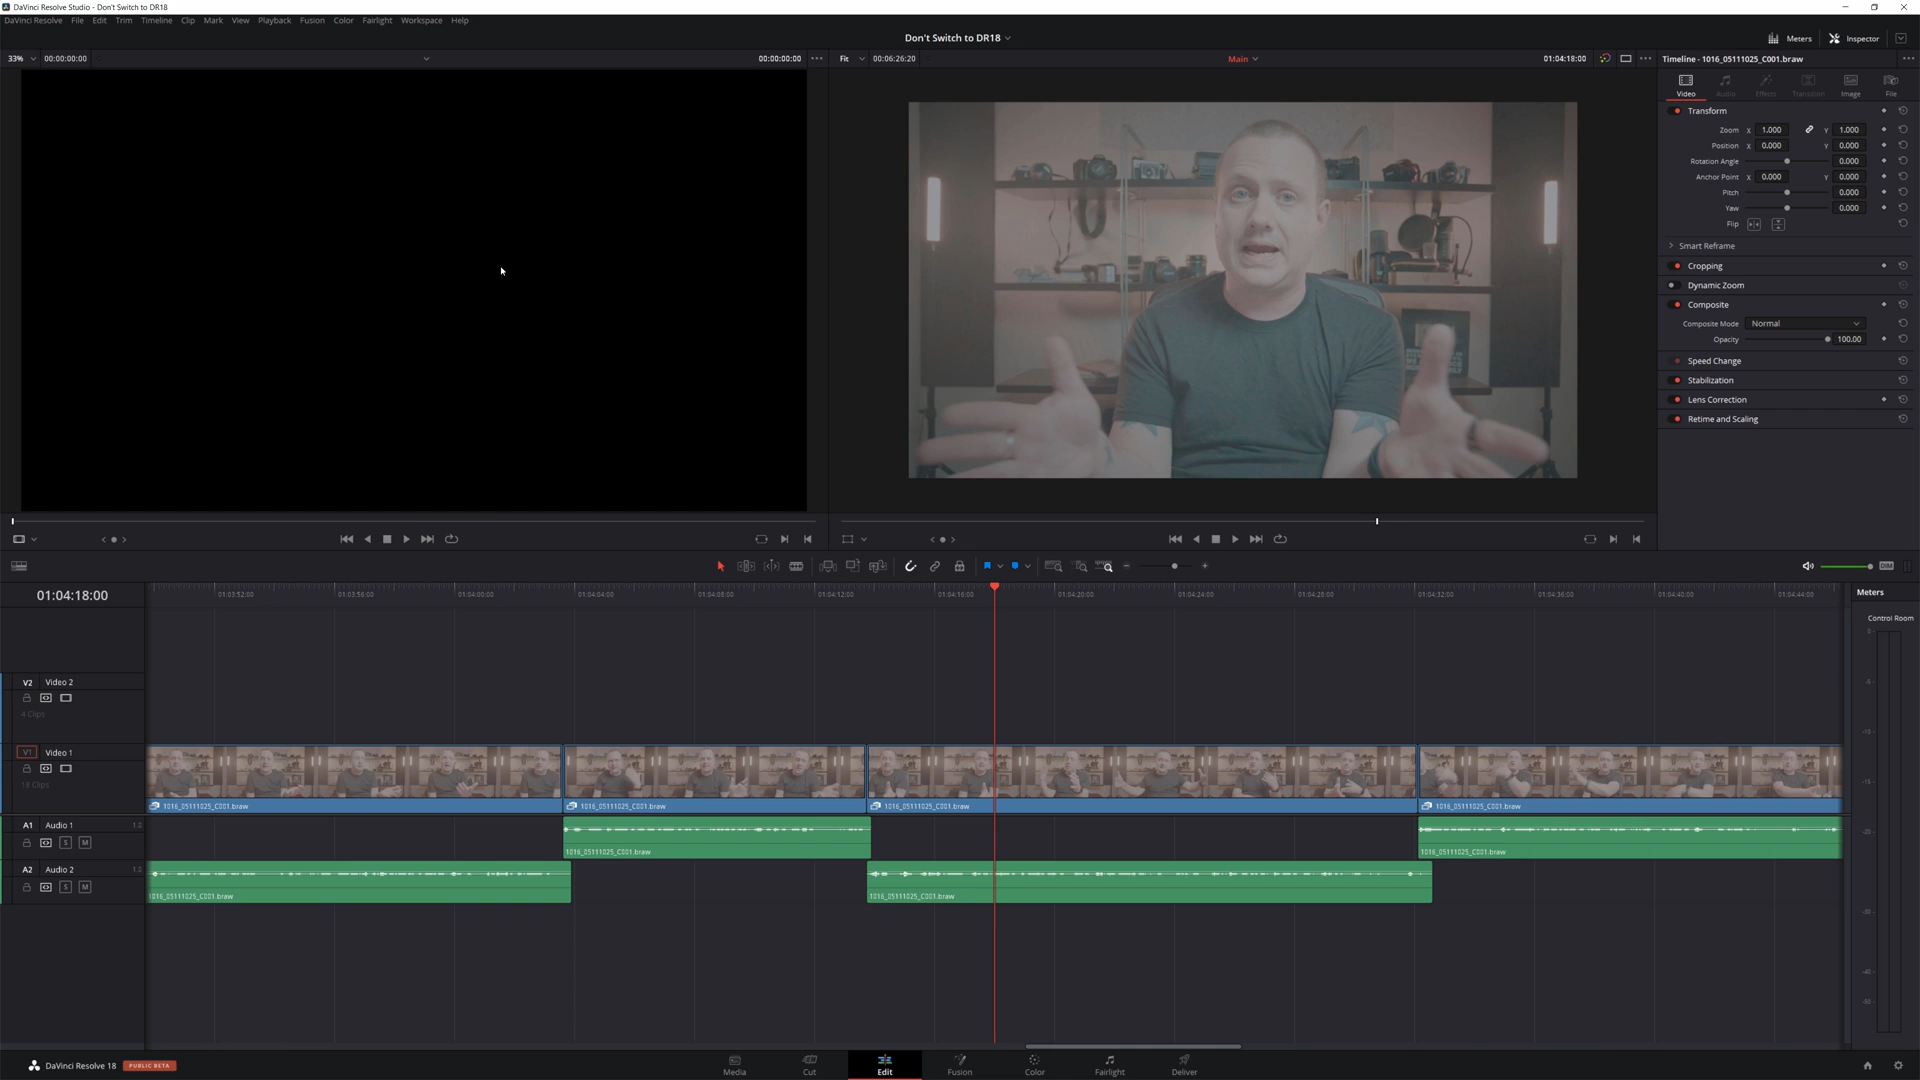 DaVinci Resolve Studio - Don't Switch to DR18
DaVinci Resolve File Edit Trim Timeline Clip Mark View Playback Fusion Color Fairlight Workspace Help
Don't Switch to DR18
Meters Inspector
33% 00:00:00:00 00:00:00:00 Fit 00:06:26:20 Main 01:04:18:00 Timeline - 1016_05111025_C001.braw
Video Audio Effects Transition Image File
Transform
Zoom X 1.000 Y 1.000
Position X 0.000 Y 0.000
Rotation Angle 0.000
Anchor Point X 0.000 Y 0.000
Pitch 0.000
Yaw 0.000
Flip
Smart Reframe
Cropping
Dynamic Zoom
Composite
Composite Mode Normal
Opacity 100.00
Speed Change
Stabilization
Lens Correction
Retime and Scaling
DIM
01:04:18:00 01:03:52:00 01:03:56:00 01:04:00:00 01:04:04:00 01:04:08:00 01:04:12:00 01:04:16:00 01:04:20:00 01:04:24:00 01:04:28:00 01:04:32:00 01:04:36:00 01:04:40:00 01:04:44:00
Meters
Control Room
0
-5
-10
-15
-20
-30
-40
-50
V2 Video 2
4 Clips
V1 Video 1
18 Clips
1016_05111025_C001.braw 1016_05111025_C001.braw 1016_05111025_C001.braw 1016_05111025_C001.braw
A1 Audio 1 1.0
S M
1016_05111025_C001.braw 1016_05111025_C001.braw
A2 Audio 2 1.0
S M
1016_05111025_C001.braw 1016_05111025_C001.braw
DaVinci Resolve 18 PUBLIC BETA
Media Cut Edit Fusion Color Fairlight Deliver